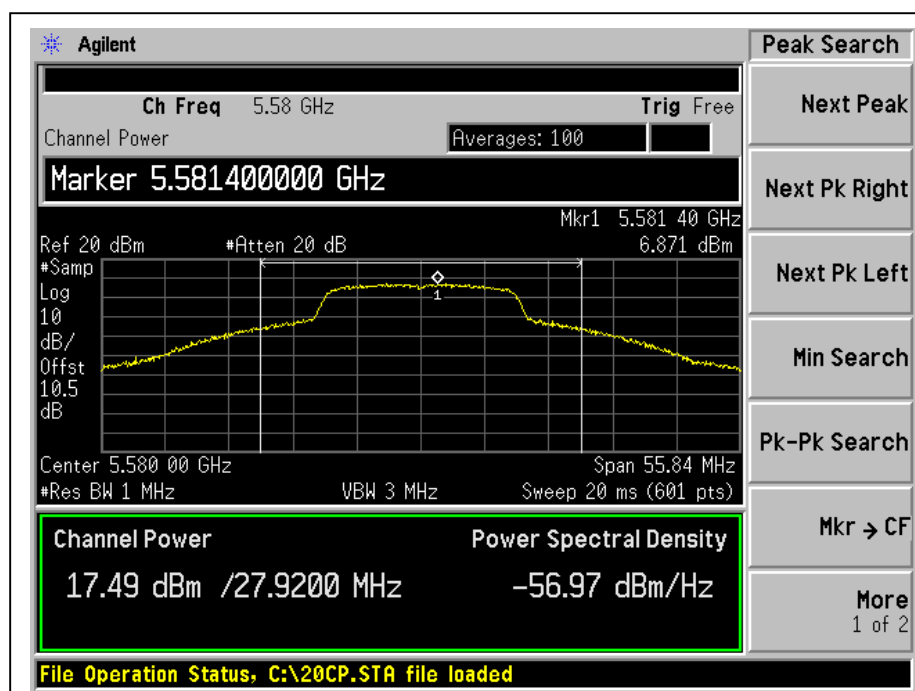 Agilent
Peak Search
Ch Freq 5.58 GHz Trig Free
Channel Power Averages: 100
Marker 5.581400000 GHz
Mkr1 5.581 40 GHz
Ref 20 dBm #Atten 20 dB 6.871 dBm
#Samp
Log
10
dB/
Offst
10.5
dB
1
Center 5.580 00 GHz Span 55.84 MHz
#Res BW 1 MHz VBW 3 MHz Sweep 20 ms (601 pts)
Channel Power Power Spectral Density
17.49 dBm /27.9200 MHz -56.97 dBm/Hz
File Operation Status, C:\20CP.STA file loaded
Next Peak
Next Pk Right
Next Pk Left
Min Search
Pk-Pk Search
Mkr → CF
More
1 of 2